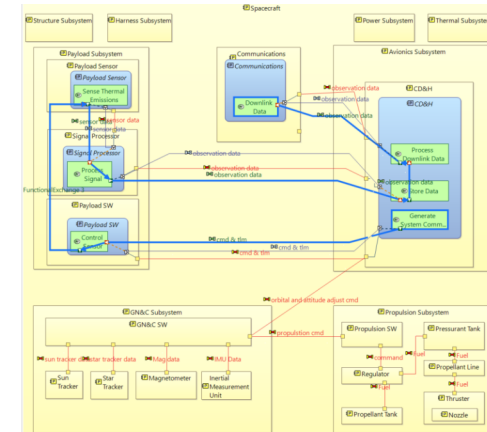 Spacecraft
Structure Subsystem
Harness Subsystem
Power Subsystem
Thermal Subsyste
Payload Subsystem
Payload Sensor
Payload Sensor
Sense Thermal
Emissions
sensor data
sensor data
sensor data
Signal Processor
Signal Processor
Process
Signal
FunctionalExchange 3
Payload SW
Payload SW
Control
Sensor
Communications
Communications
Downlink
Data
observation data
observation data
observation data
Avionics Subsystem
CD&H
CD&H
Process
Downlink Data
observation data
Store Data
Generate
System Comm...
observation data
observation data
observation data
cmd & tlm
cmd & tlm
cmd & tlm
orbital and attitude adjust cmd
GN&C Subsystem
GN&C SW
propulstion cmd
sun tracker data
star tracker data
Mag data
IMU Data
Sun
Tracker
Star
Tracker
Magnetometer
Inertial
Measurement
Unit
Propulsion Subsystem
Propulsion SW
Pressurant Tank
command
Fuel
Fuel
Propellant Line
Regulator
Fuel
Fuel
Thruster
Propellant Tank
Nozzle